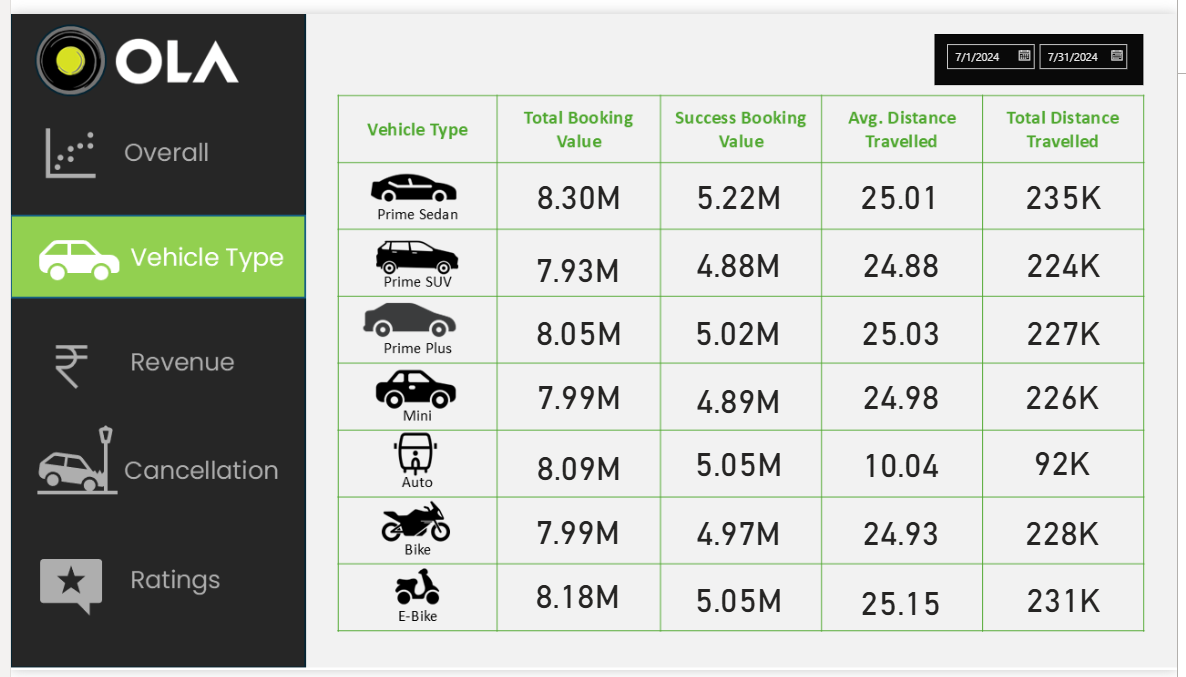 OLA
Overall
Vehicle Type
Revenue
Cancellation
Ratings
7/1/2024 7/31/2024
Vehicle Type Total Booking Value Success Booking Value Avg. Distance Travelled Total Distance Travelled
Prime Sedan 8.30M 5.22M 25.01 235K
Prime SUV 7.93M 4.88M 24.88 224K
Prime Plus 8.05M 5.02M 25.03 227K
Mini 7.99M 4.89M 24.98 226K
Auto 8.09M 5.05M 10.04 92K
Bike 7.99M 4.97M 24.93 228K
E-Bike 8.18M 5.05M 25.15 231K